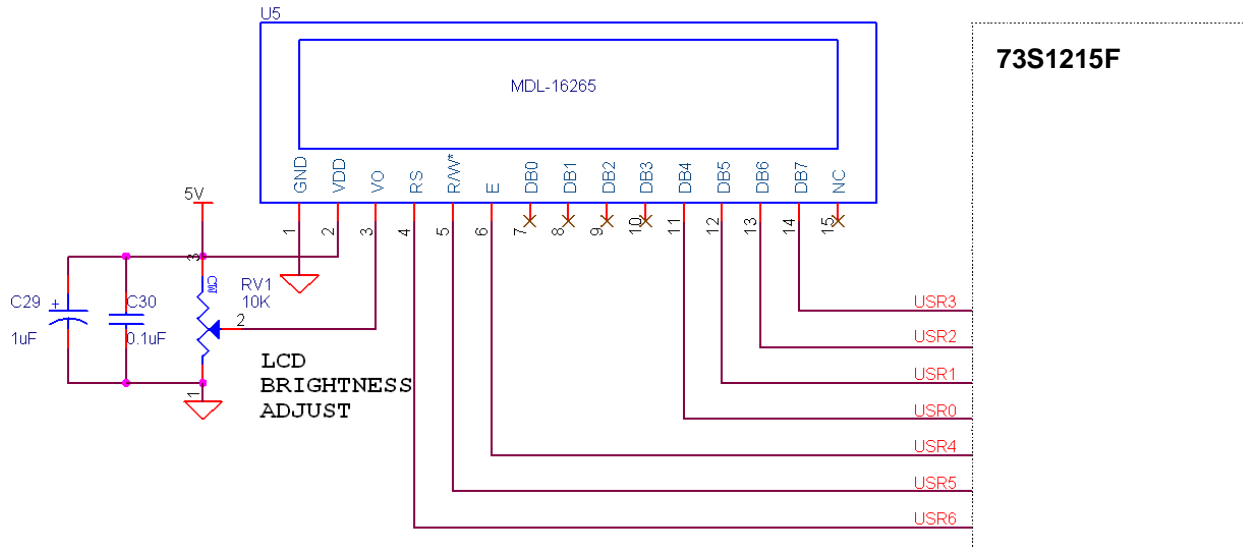 U5
73S1215F
MDL-16265
GND
VDD
VO
RS
R/W*
E
DB0
DB1
DB2
DB3
DB4
DB5
DB6
DB7
NC
1
2
3
4
5
6
7
8
9
10
11
12
13
14
15
5V
3
CW
RV1
10K
2
1
C29
+
1uF
C30
0.1uF
LCD
BRIGHTNESS
ADJUST
USR3
USR2
USR1
USR0
USR4
USR5
USR6